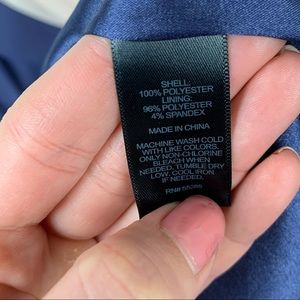 SHELL:
100% POLYESTER
LINING:
96% POLYESTER
4% SPANDEX
MADE IN CHINA
MACHINE WASH COLD
WITH LIKE COLORS.
ONLY NON-CHLORINE
BLEACH WHEN
NEEDED. TUMBLE DRY
LOW, COOL IRON
IF NEEDED.
RN#